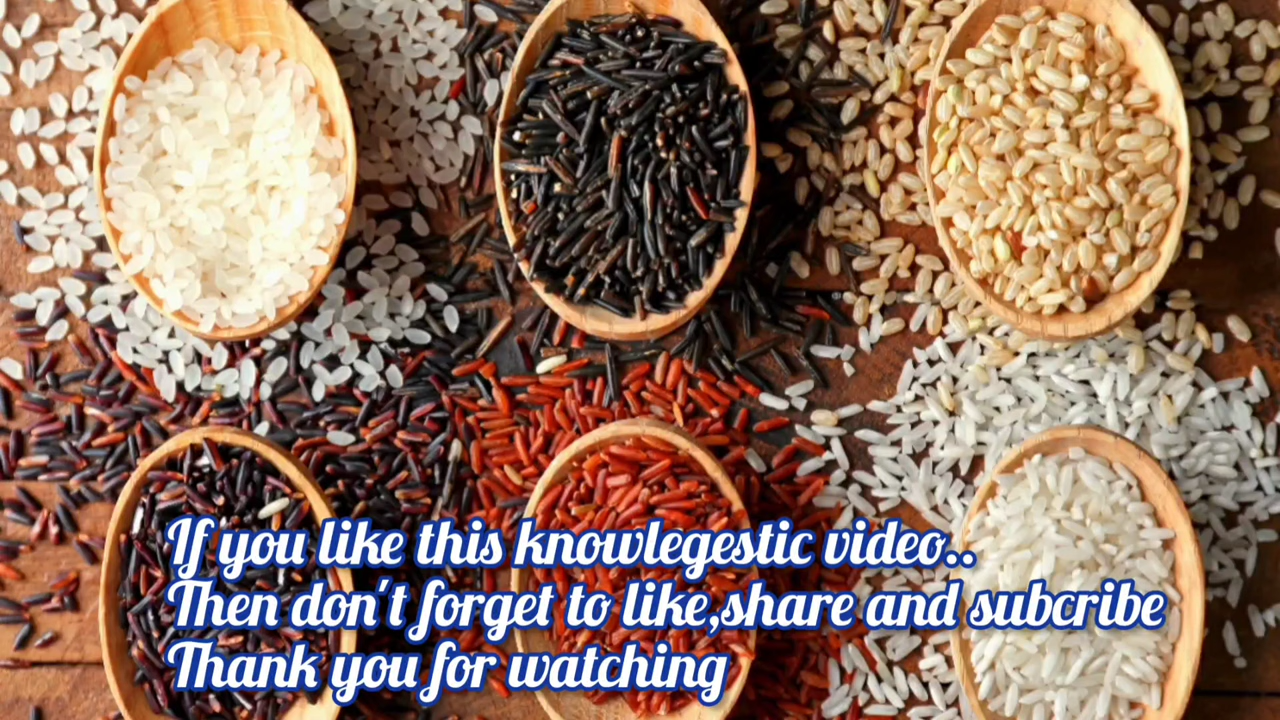 If you like this knowlegestic video..
Then don't forget to like,share and subcribe
Thank you for watching